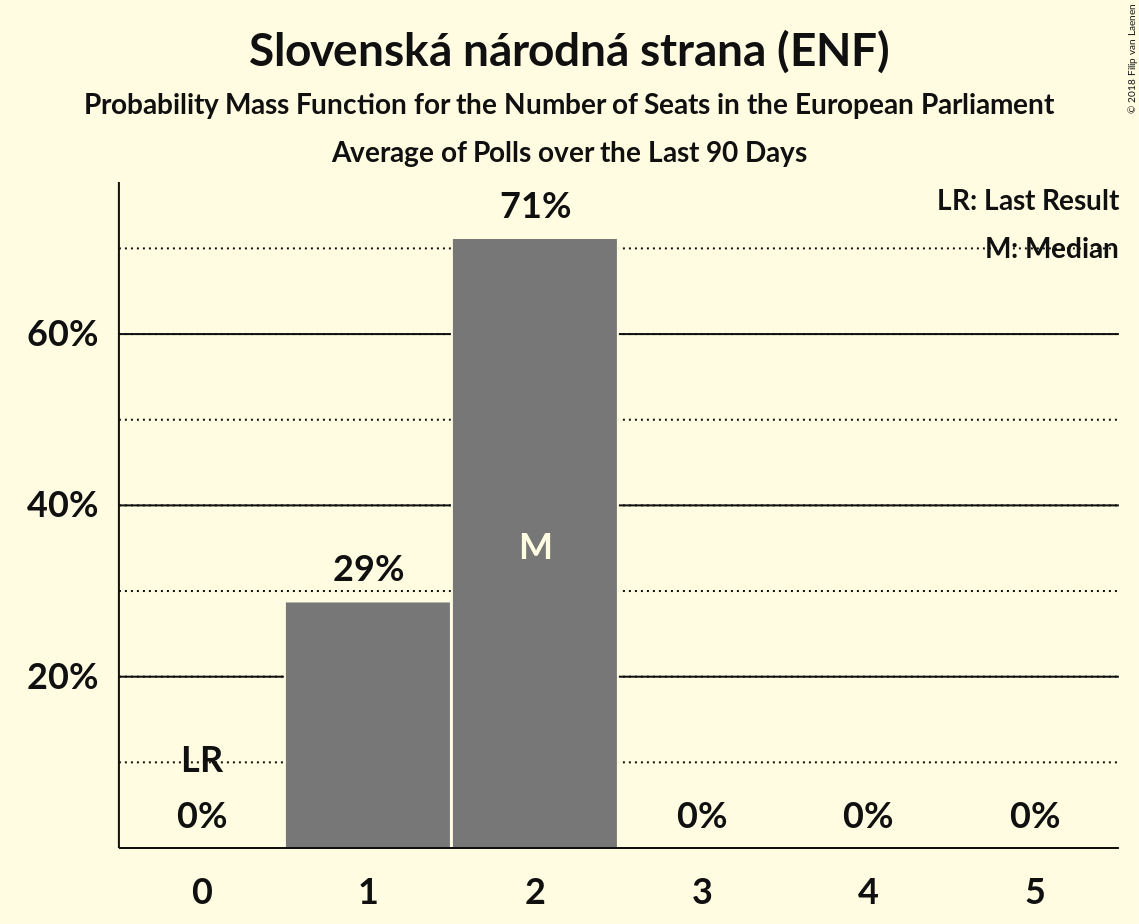 Slovenská národná strana (ENF)
Probability Mass Function for the Number of Seats in the European Parliament
Average of Polls over the Last 90 Days
© 2018 Filip van Laenen
LR: Last Result
M: Median
71%
60%
40%
M
29%
20%
LR
0%
0%
0%
0%
0
1
2
3
4
5